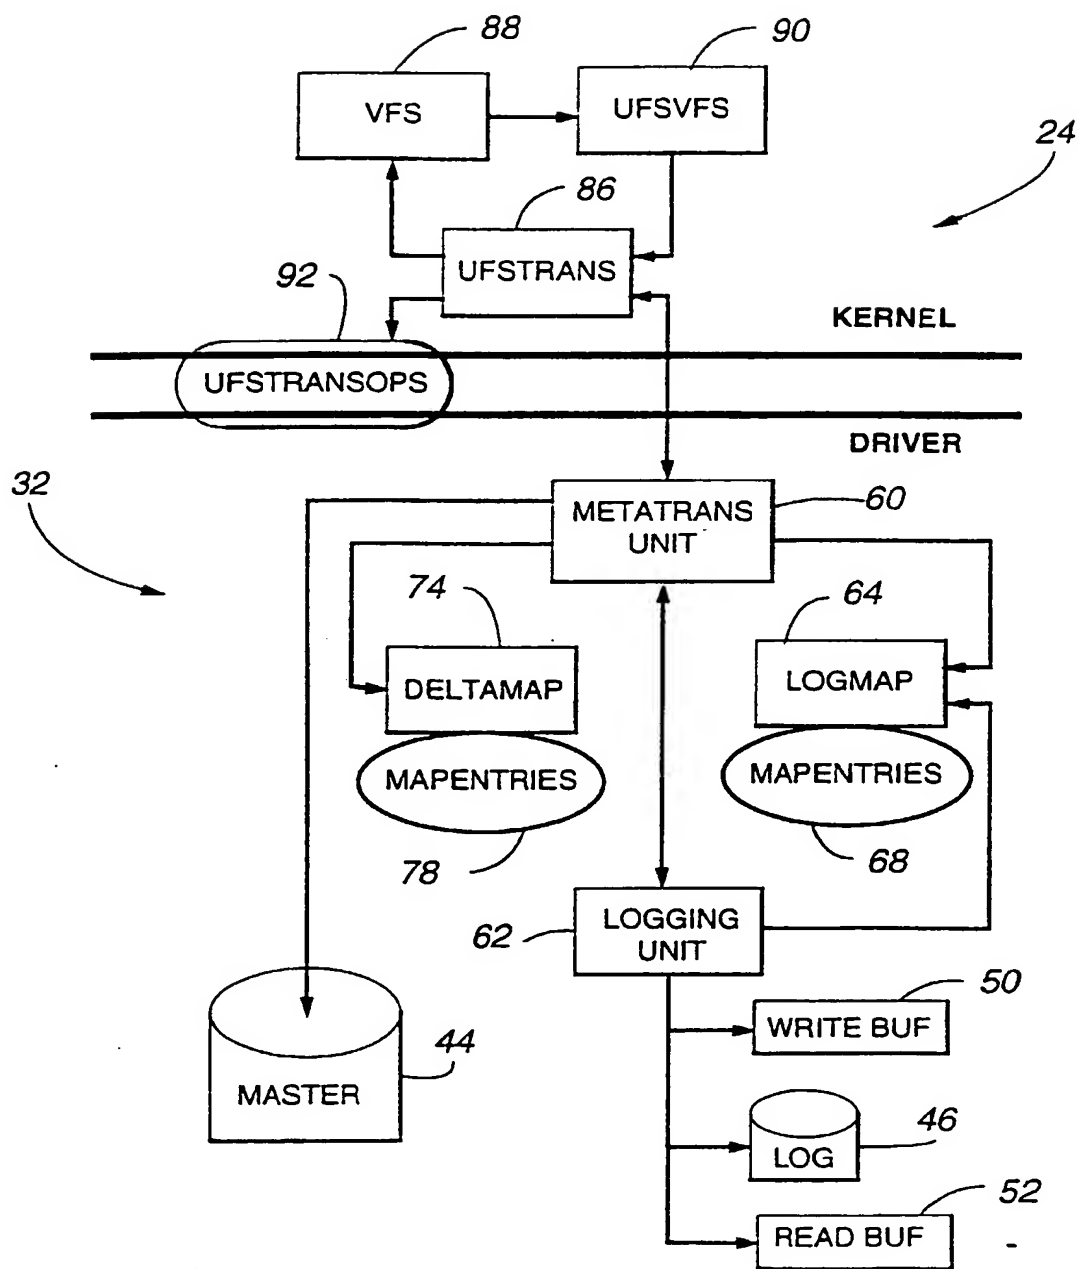 88
90
VFS
UFSVFS
24
86
UFSTRANS
92
KERNEL
UFSTRANSOPS
DRIVER
32
METATRANS
UNIT
60
74
64
DELTAMAP
LOGMAP
MAPENTRIES
MAPENTRIES
78
68
LOGGING
UNIT
62
50
WRITE BUF
44
MASTER
46
LOG
52
READ BUF